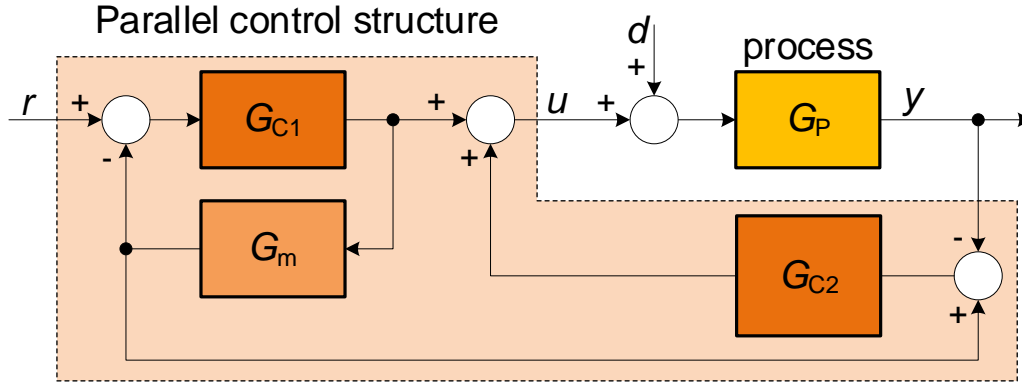 Parallel control structure
d
+
process
r
+
G_C1
+
u
+
G_P
y
-
+
G_m
G_C2
-
+